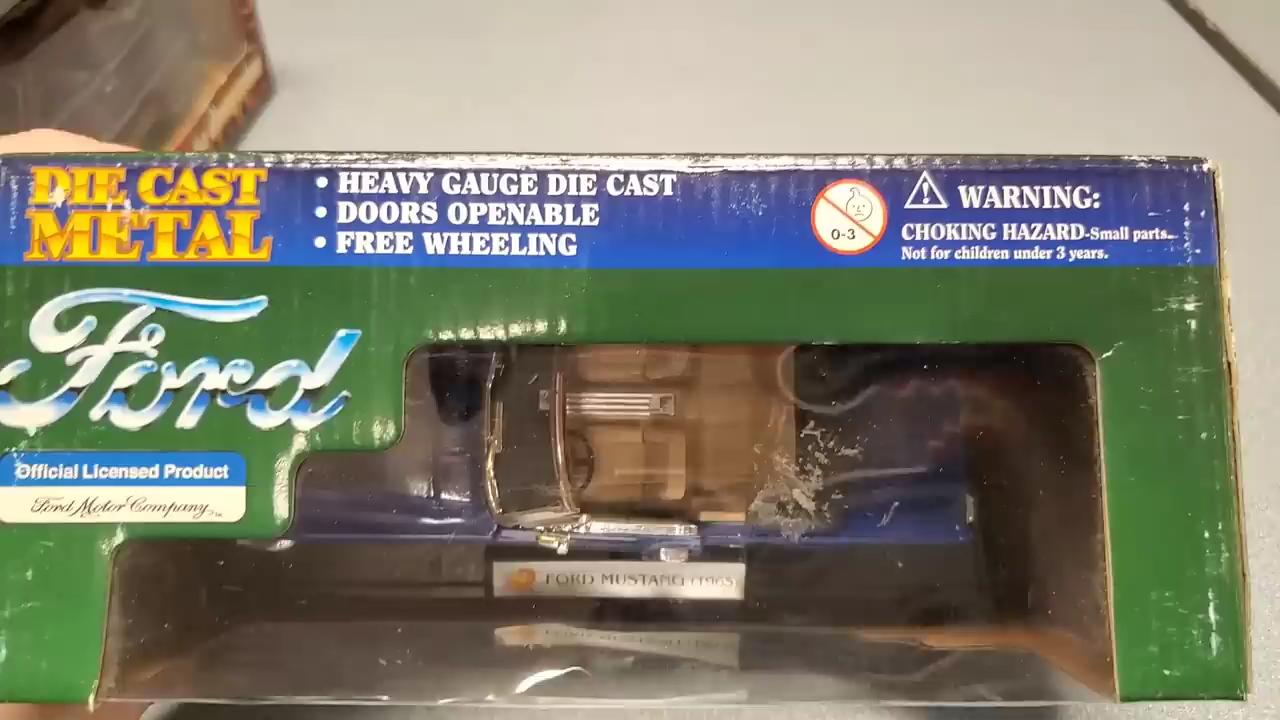 DIE CAST
METAL
• HEAVY GAUGE DIE CAST
• DOORS OPENABLE
• FREE WHEELING
0-3
WARNING:
CHOKING HAZARD-Small parts.
Not for children under 3 years.
Ford
Official Licensed Product
Ford Motor Company
FORD MUSTANG (1965)